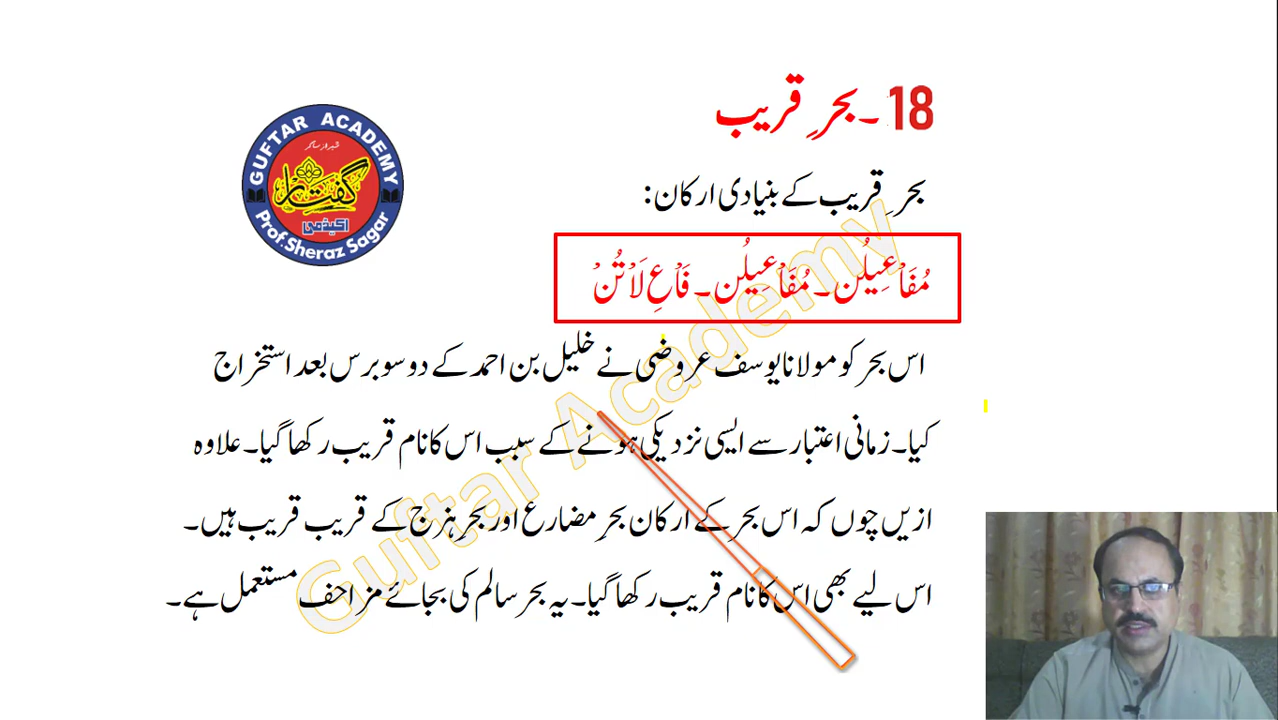 18۔ بحرِ قریب
بحرِ قریب کے بنیادی ارکان:
مُفَاْعِیلُن۔ مُفَاْعِیلُن۔ فَاْعِ لَاْتُنْ
اس بحر کو مولانا یوسف عروضی نے خلیل بن احمد کے دو سو برس بعد استخراج
کیا۔ زمانی اعتبار سے ایسی نزدیکی ہونے کے سبب اس کا نام قریب رکھا گیا۔ علاوہ
ازیں چوں کہ اس بحر کے ارکان بحرِ مضارع اور بحرِ ہزج کے قریب قریب ہیں۔
اس لیے بھی اس کا نام قریب رکھا گیا۔ یہ بحر سالم کی بجائے مزاحف مستعمل ہے۔
GUFTAR ACADEMY
شیراز ساگر
گفتار
اکیڈمی
Prof. Sheraz Sagar
Guftar Academy